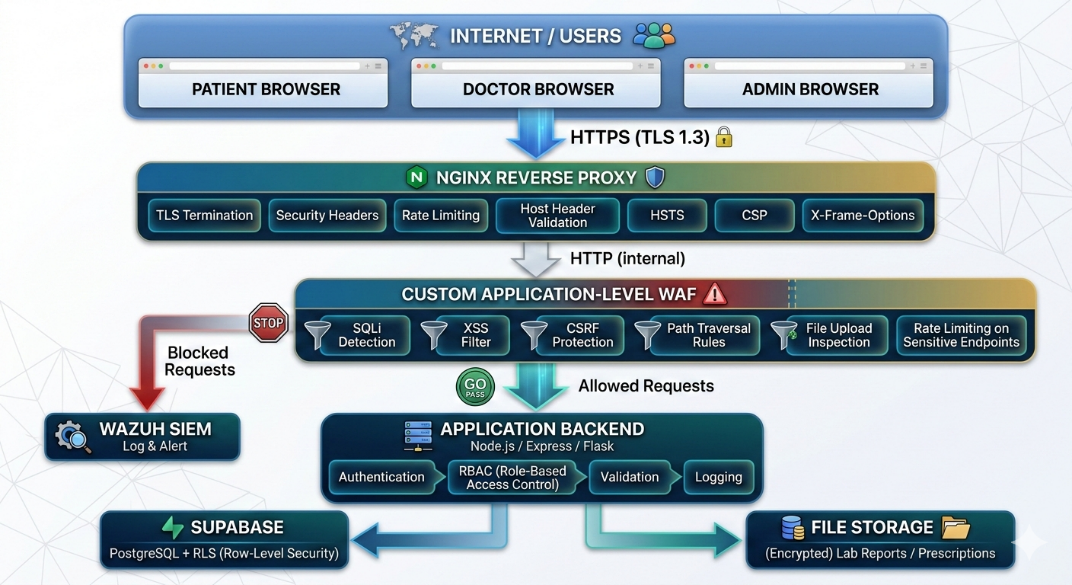 INTERNET / USERS
PATIENT BROWSER
DOCTOR BROWSER
ADMIN BROWSER
HTTPS (TLS 1.3)
N NGINX REVERSE PROXY
TLS Termination
Security Headers
Rate Limiting
Host Header
Validation
HSTS
CSP
X-Frame-Options
HTTP (internal)
CUSTOM APPLICATION-LEVEL WAF
STOP
SQLi
Detection
XSS
Filter
CSRF
Protection
Path Traversal
Rules
File Upload
Inspection
Rate Limiting on
Sensitive Endpoints
Blocked
Requests
GO
PASS
Allowed Requests
WAZUH SIEM
Log & Alert
APPLICATION BACKEND
Node.js / Express / Flask
Authentication
RBAC (Role-Based
Access Control)
Validation
Logging
SUPABASE
PostgreSQL + RLS (Row-Level Security)
FILE STORAGE
(Encrypted) Lab Reports / Prescriptions